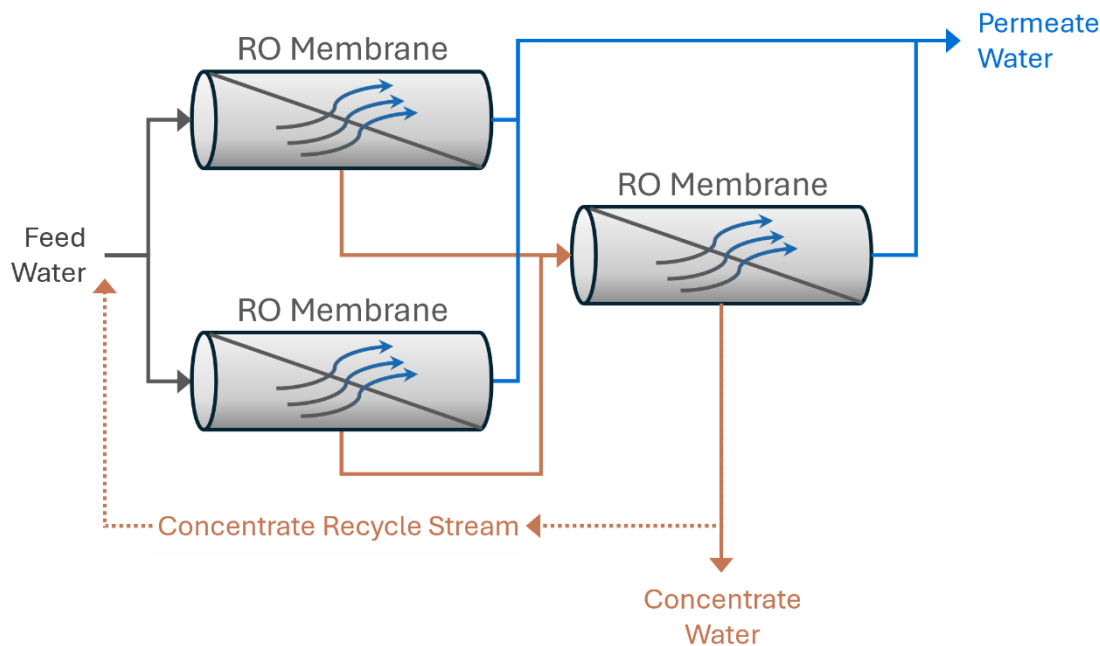 Permeate
Water
RO Membrane
RO Membrane
Feed
Water
RO Membrane
Concentrate Recycle Stream
Concentrate
Water